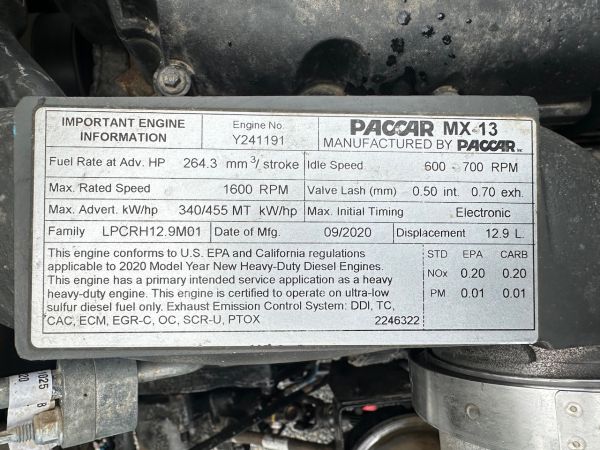 IMPORTANT ENGINE INFORMATION
Engine No. Y241191
PACCAR MX-13
MANUFACTURED BY PACCAR INC
Fuel Rate at Adv. HP 264.3 mm³/ stroke
Idle Speed 600 - 700 RPM
Max. Rated Speed 1600 RPM
Valve Lash (mm) 0.50 int. 0.70 exh.
Max. Advert. kW/hp 340/455 MT kW/hp
Max. Initial Timing Electronic
Family LPCRH12.9M01
Date of Mfg. 09/2020
Displacement 12.9 L.
This engine conforms to U.S. EPA and California regulations
applicable to 2020 Model Year New Heavy-Duty Diesel Engines.
This engine has a primary intended service application as a heavy
heavy-duty engine. This engine is certified to operate on ultra-low
sulfur diesel fuel only. Exhaust Emission Control System: DDI, TC,
CAC, ECM, EGR-C, OC, SCR-U, PTOX 2246322
STD EPA CARB
NOx 0.20 0.20
PM 0.01 0.01